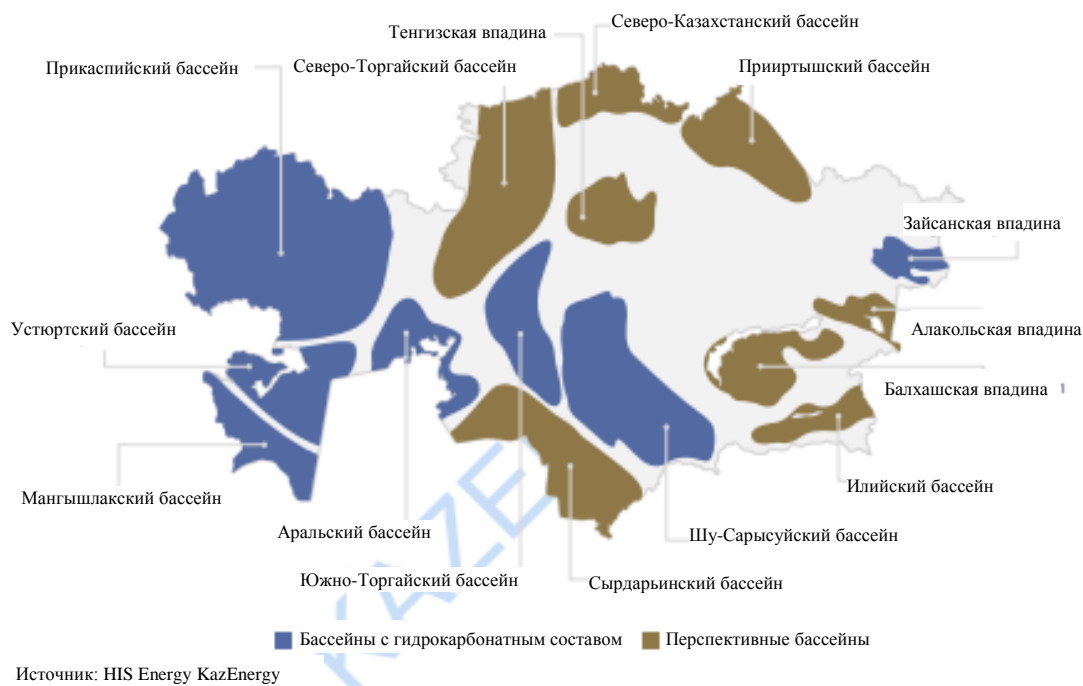 Северо-Казахстанский бассейн
Тенгизская впадина
Прикаспийский бассейн
Северо-Торгайский бассейн
Прииртышский бассейн
Зайсанская впадина
Устюртский бассейн
Алакольская впадина
Балхашская впадина
Илийский бассейн
Мангышлакский бассейн
Аральский бассейн
Шу-Сарысуйский бассейн
Южно-Торгайский бассейн
Сырдарьинский бассейн
KAZE
Бассейны с гидрокарбонатным составом
Перспективные бассейны
Источник: HIS Energy KazEnergy